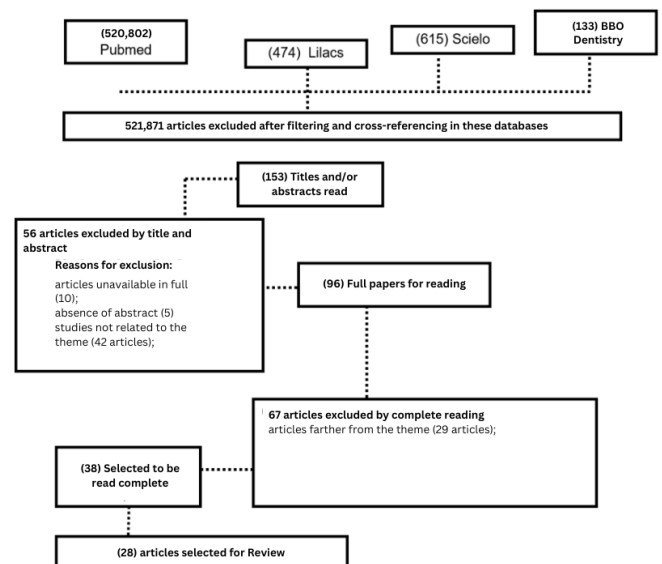 (520,802)
Pubmed
(474) Lilacs
(615) Scielo
(133) BBO
Dentistry
521,871 articles excluded after filtering and cross-referencing in these databases
(153) Titles and/or
abstracts read
56 articles excluded by title and
abstract
Reasons for exclusion:
articles unavailable in full
(10);
absence of abstract (5)
studies not related to the
theme (42 articles);
(96) Full papers for reading
67 articles excluded by complete reading
articles farther from the theme (29 articles);
(38) Selected to be
read complete
(28) articles selected for Review